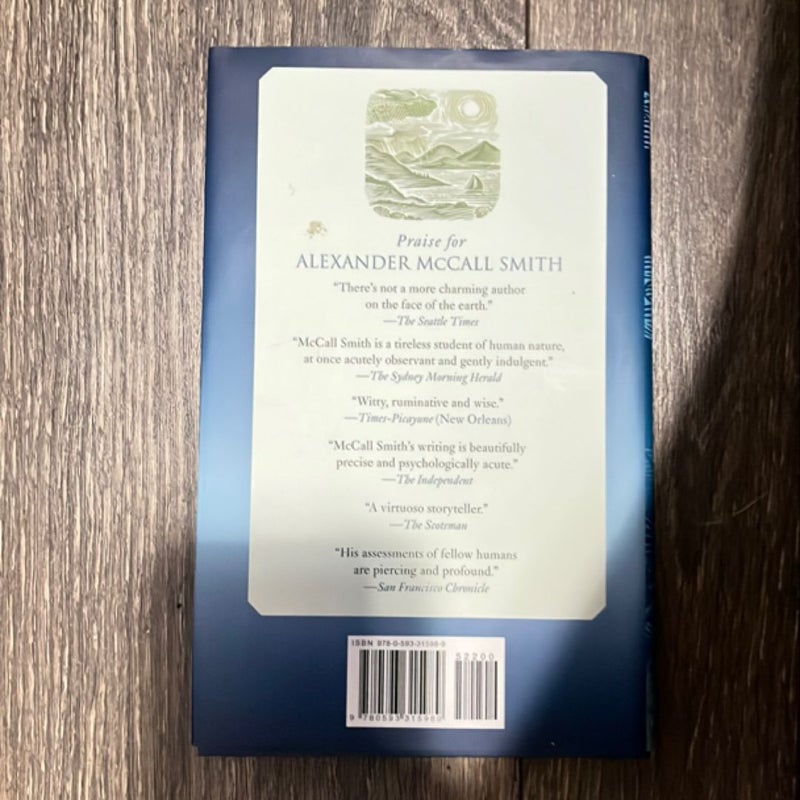 Praise for
ALEXANDER McCALL SMITH
“There's not a more charming author
on the face of the earth.”
—The Seattle Times
“McCall Smith is a tireless student of human nature,
at once acutely observant and gently indulgent.”
—The Sydney Morning Herald
“Witty, ruminative and wise.”
—Times-Picayune (New Orleans)
“McCall Smith's writing is beautifully
precise and psychologically acute.”
—The Independent
“A virtuoso storyteller.”
—The Scotsman
“His assessments of fellow humans
are piercing and profound.”
—San Francisco Chronicle
ISBN 978-0-593-31598-9
52200
9 780593 315989